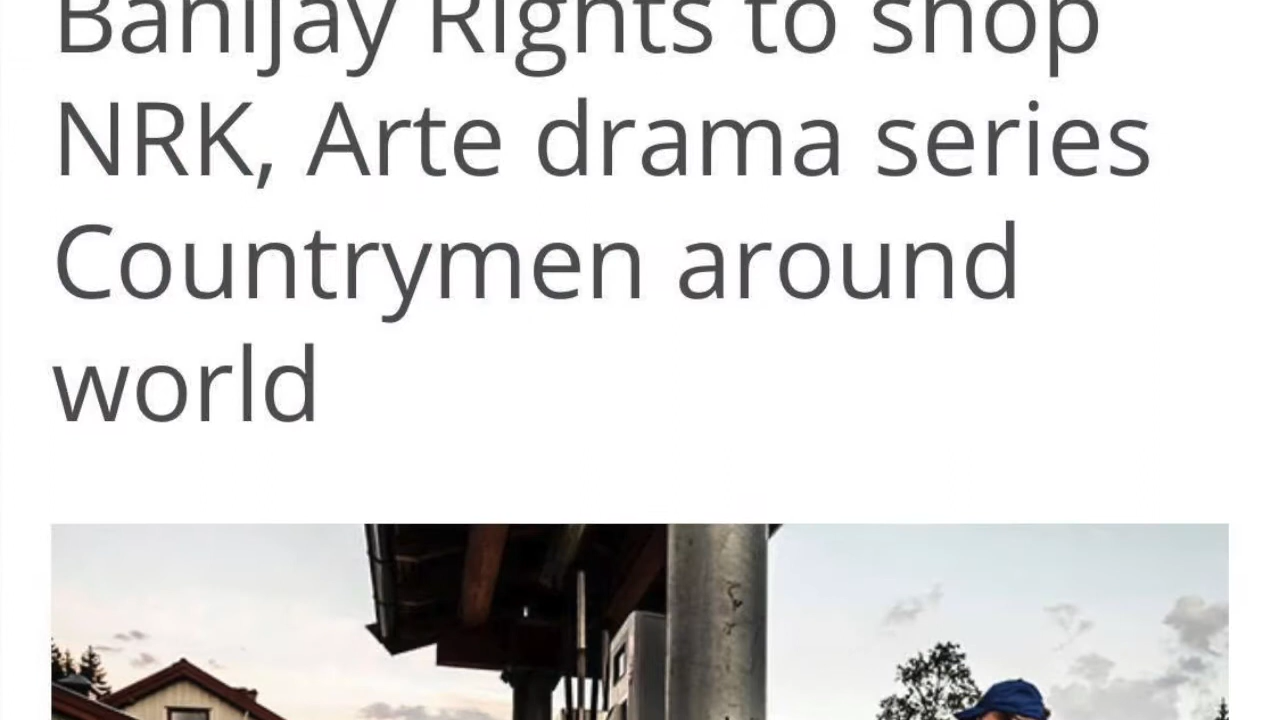 Banijay Rights to shop
NRK, Arte drama series
Countrymen around
world